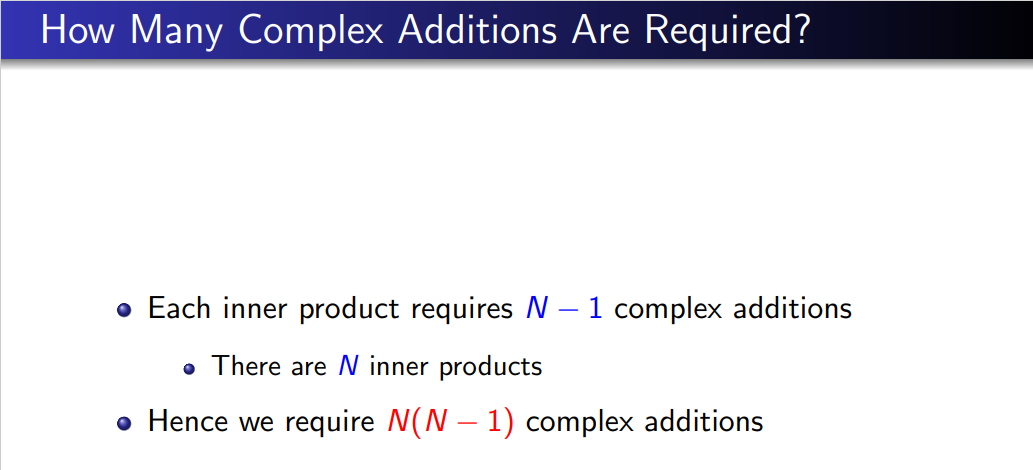 How Many Complex Additions Are Required?
Each inner product requires N − 1 complex additions
There are N inner products
Hence we require N(N − 1) complex additions